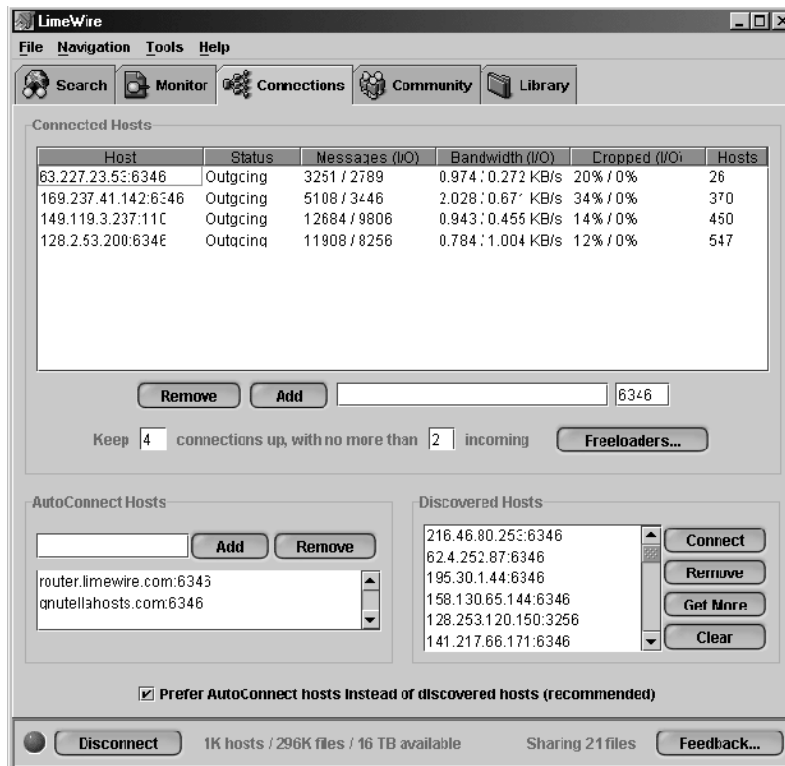 LimeWire
File Navigation Tools Help
Search Monitor Connections Community Library
Connected Hosts
Host Status Messages (I/O) Bandwidth (I/O) Dropped (I/O) Hosts
63.227.23.53:6346 Outgoing 3251 / 2789 0.974 / 0.272 KB/s 20% / 0% 26
169.237.41.142:6346 Outgoing 5108 / 3446 2.028 / 0.671 KB/s 34% / 0% 370
149.119.3.237:110 Outgoing 12684 / 9806 0.943 / 0.455 KB/s 14% / 0% 450
128.2.53.200:6346 Outgoing 11908 / 8256 0.784 / 1.004 KB/s 12% / 0% 547
Remove Add 6346
Keep 4 connections up, with no more than 2 incoming Freeloaders...
AutoConnect Hosts
Add Remove
router.limewire.com:6346
gnutellahosts.com:6346
Discovered Hosts
216.46.80.253:6346
62.4.252.87:6346
195.30.1.44:6346
158.130.65.144:6346
128.253.120.150:3256
141.217.66.171:6346
Connect
Remove
Get More
Clear
Prefer AutoConnect hosts instead of discovered hosts (recommended)
Disconnect 1K hosts / 296K files / 16 TB available Sharing 21 files Feedback...